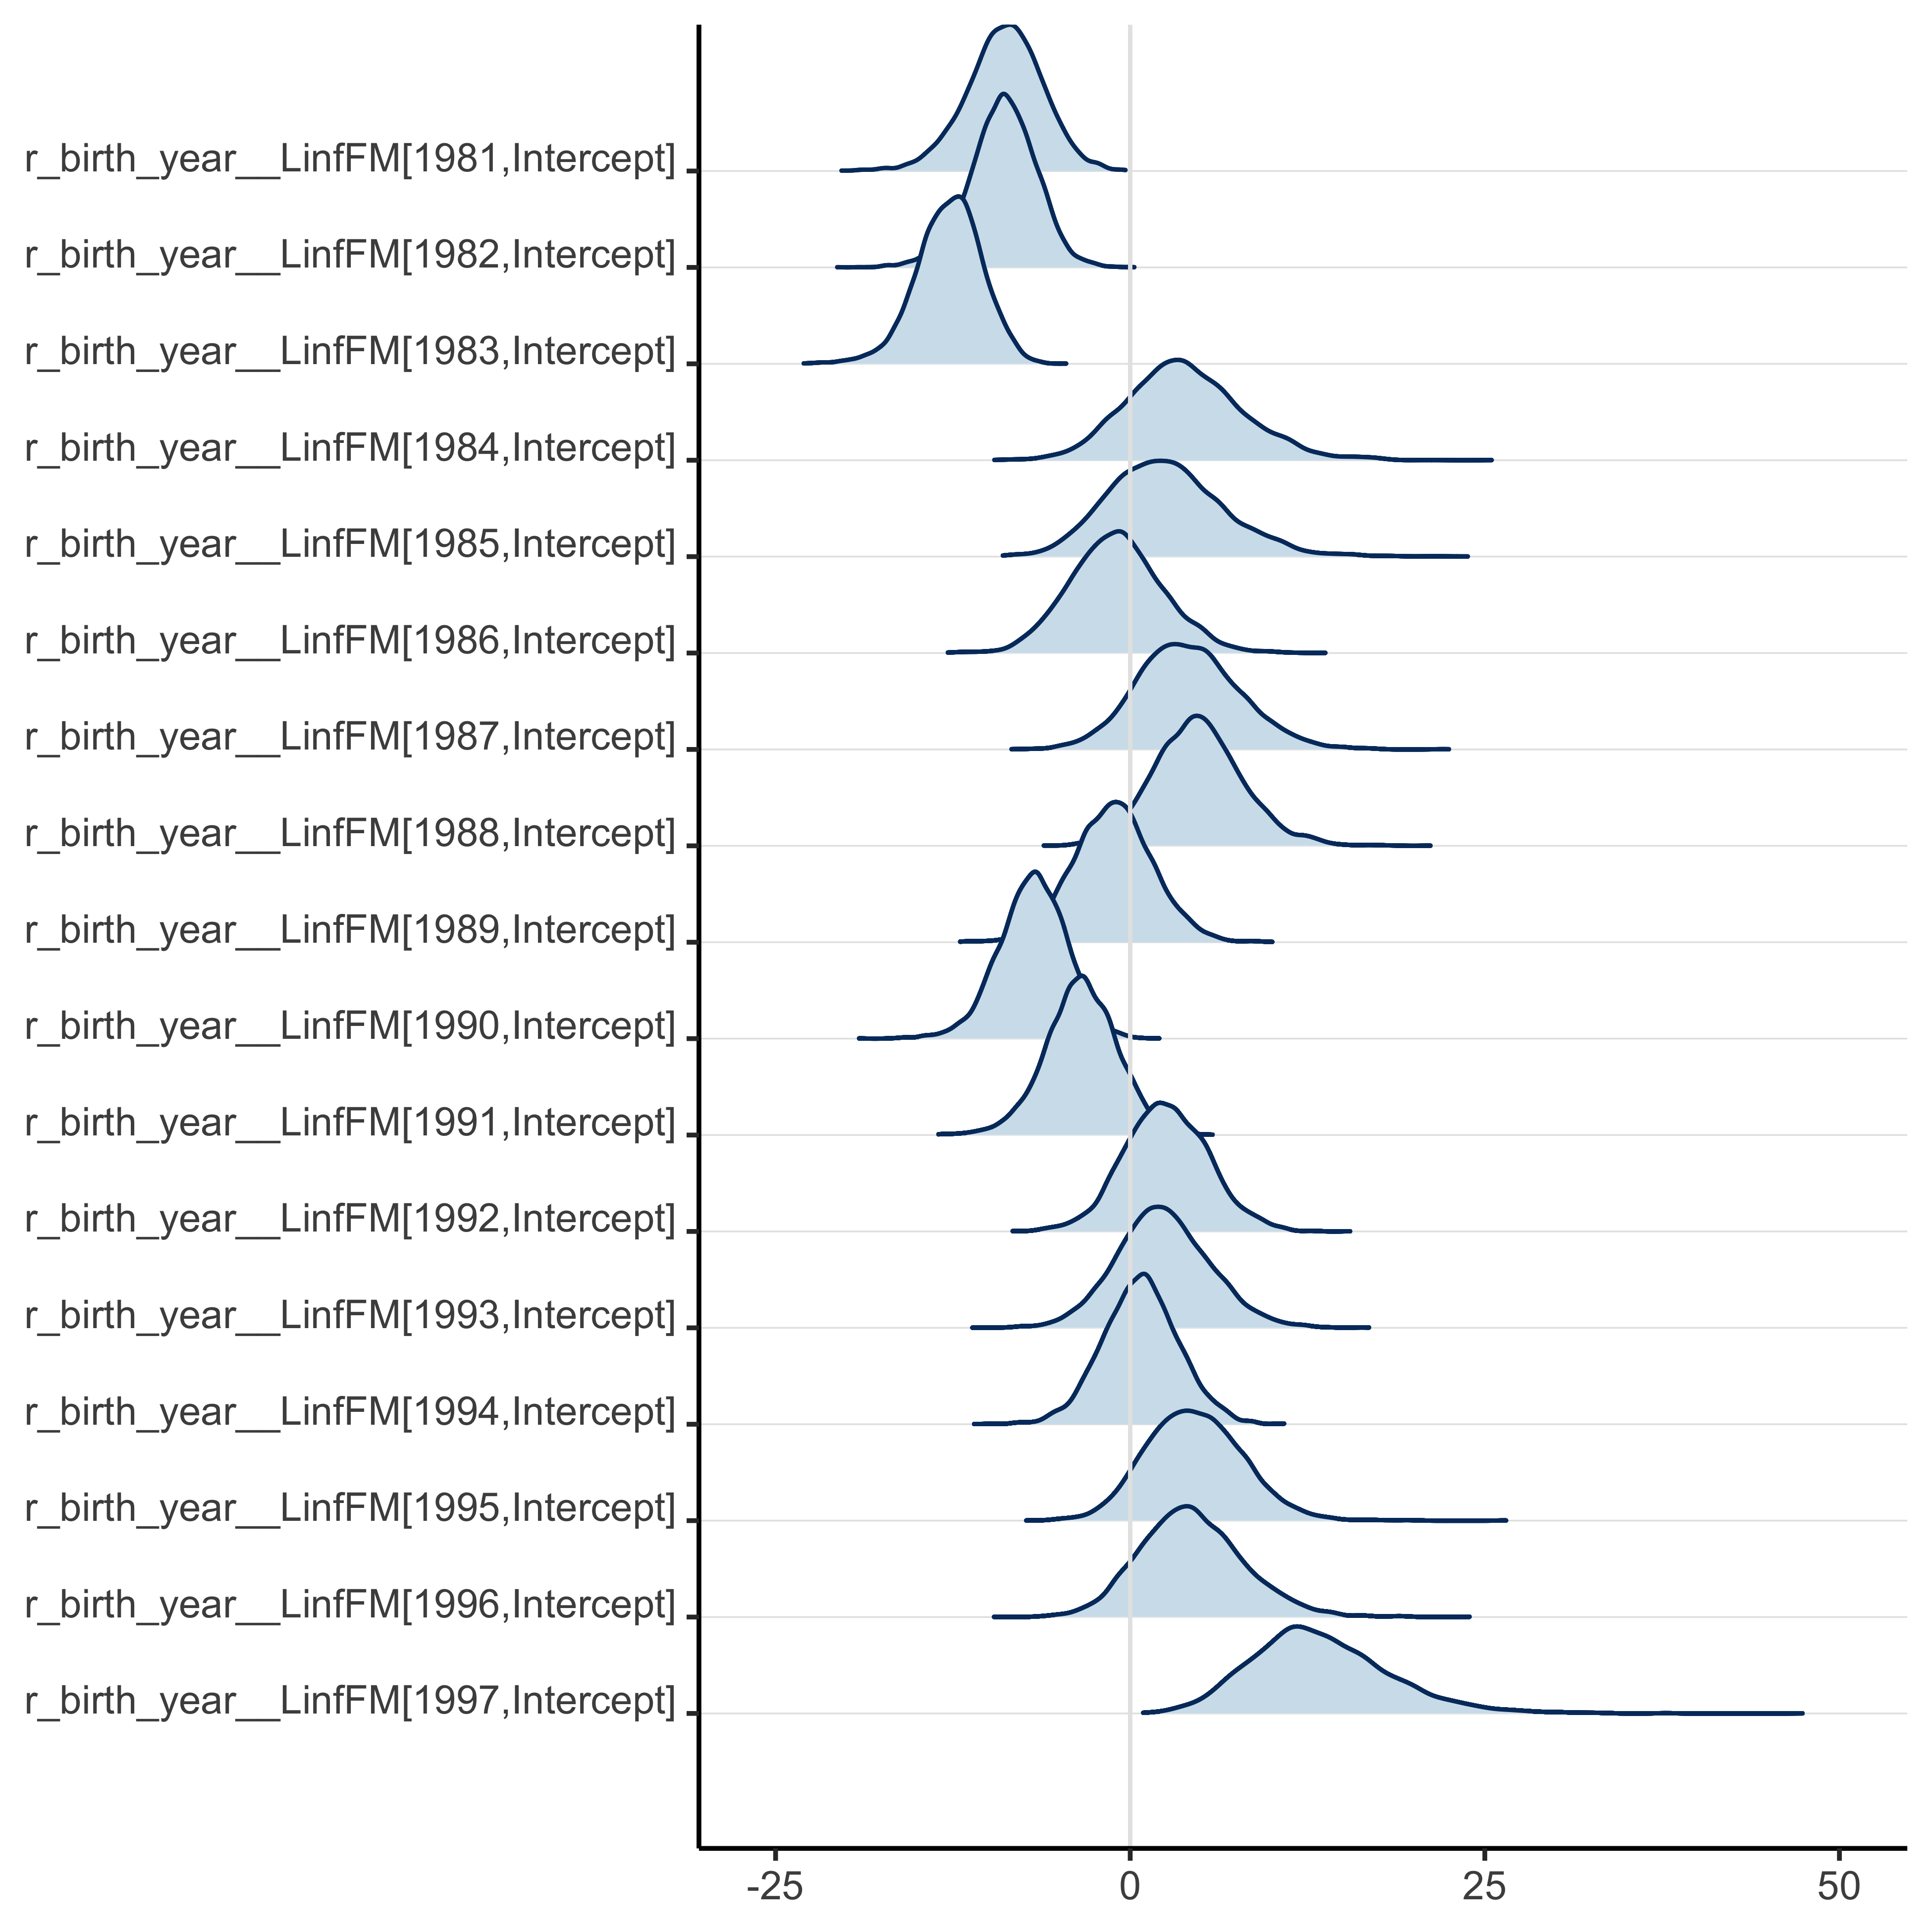 r_birth_year__LinfFM[1981,Intercept]
r_birth_year__LinfFM[1982,Intercept]
r_birth_year__LinfFM[1983,Intercept]
r_birth_year__LinfFM[1984,Intercept]
r_birth_year__LinfFM[1985,Intercept]
r_birth_year__LinfFM[1986,Intercept]
r_birth_year__LinfFM[1987,Intercept]
r_birth_year__LinfFM[1988,Intercept]
r_birth_year__LinfFM[1989,Intercept]
r_birth_year__LinfFM[1990,Intercept]
r_birth_year__LinfFM[1991,Intercept]
r_birth_year__LinfFM[1992,Intercept]
r_birth_year__LinfFM[1993,Intercept]
r_birth_year__LinfFM[1994,Intercept]
r_birth_year__LinfFM[1995,Intercept]
r_birth_year__LinfFM[1996,Intercept]
r_birth_year__LinfFM[1997,Intercept]
-25 0 25 50